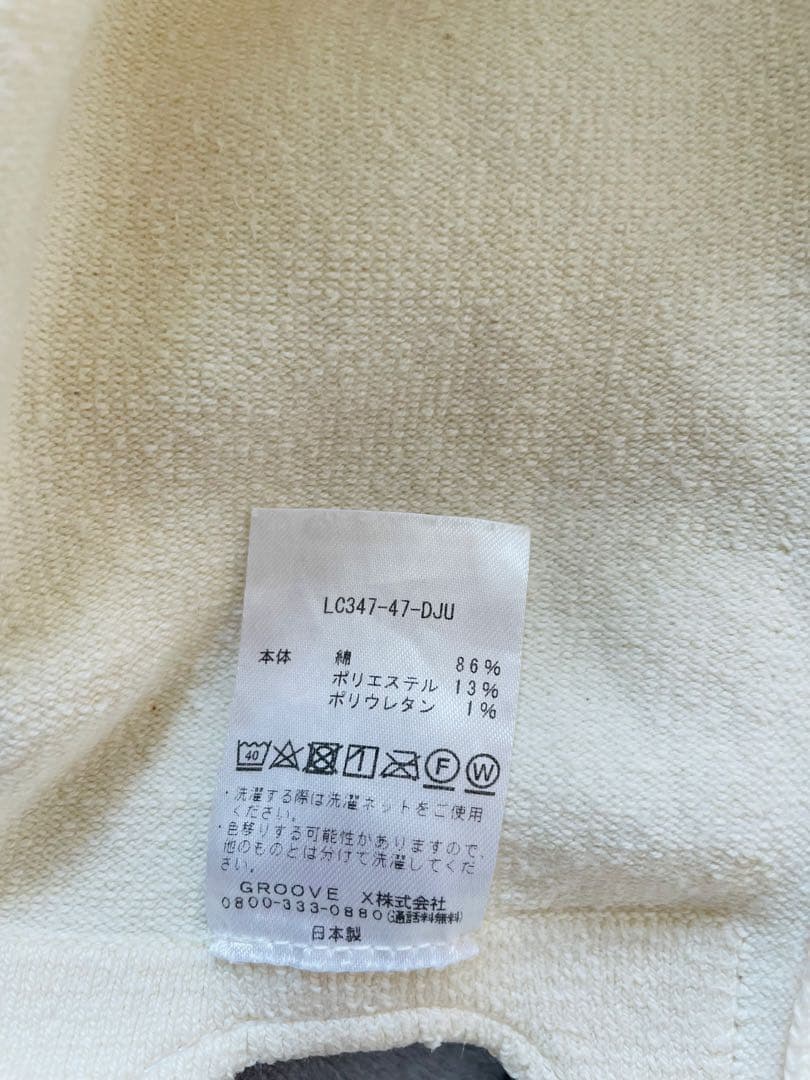 LC347-47-DJU
本体 綿 86%
ポリエステル 13%
ポリウレタン 1%
40 F W
・洗濯する際は洗濯ネットをご使用
ください。
・色移りする可能性がありますので、
他のものとは分けて洗濯してくだ
さい。
GROOVE X株式会社
0800-333-0880(通話料無料)
日本製